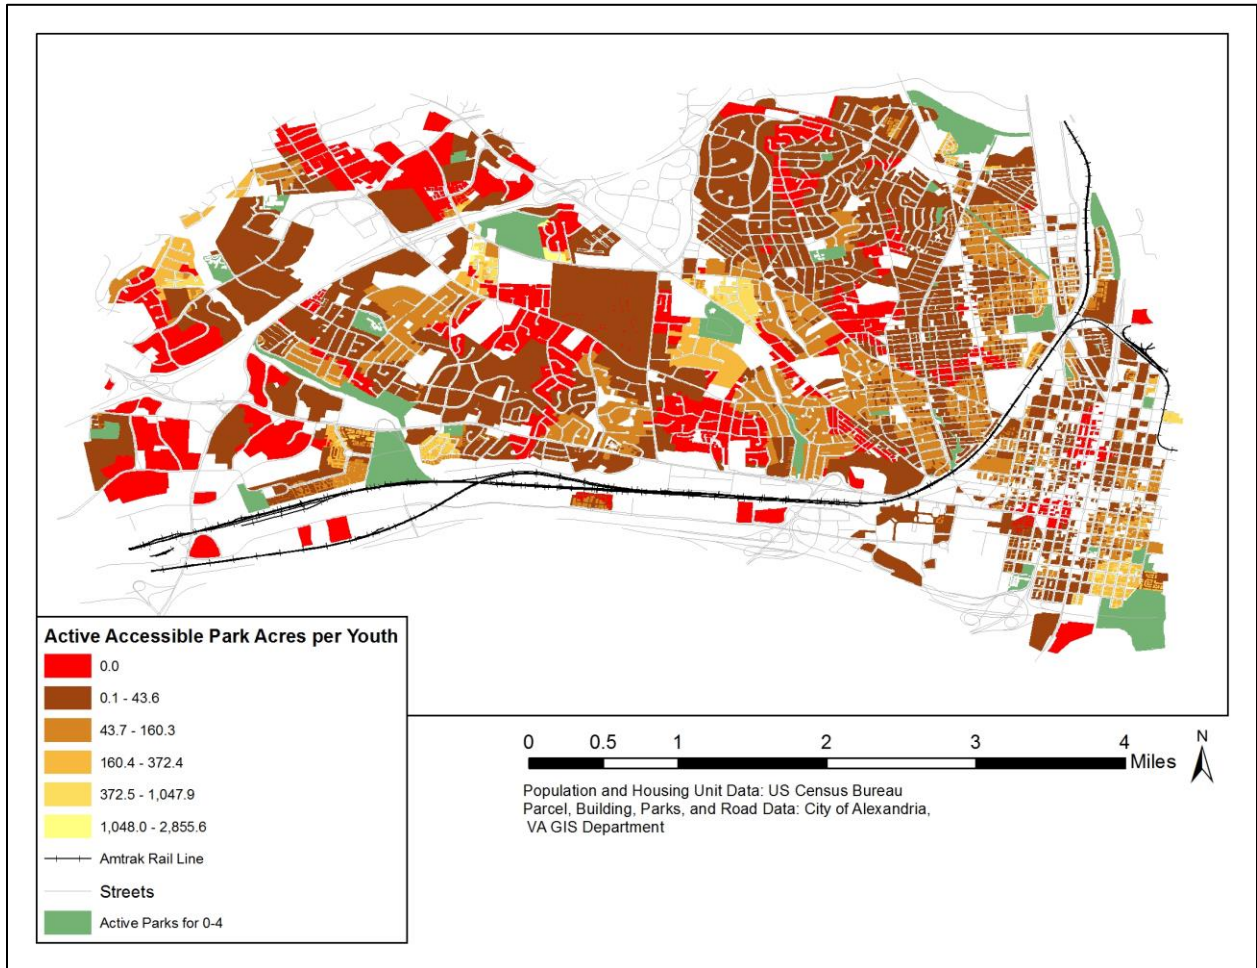 Active Accessible Park Acres per Youth
0.0
0.1 - 43.6
43.7 - 160.3
160.4 - 372.4
372.5 - 1,047.9
1,048.0 - 2,855.6
Amtrak Rail Line
Streets
Active Parks for 0-4
0 0.5 1 2 3 4
Miles
N
Population and Housing Unit Data: US Census Bureau
Parcel, Building, Parks, and Road Data: City of Alexandria,
VA GIS Department